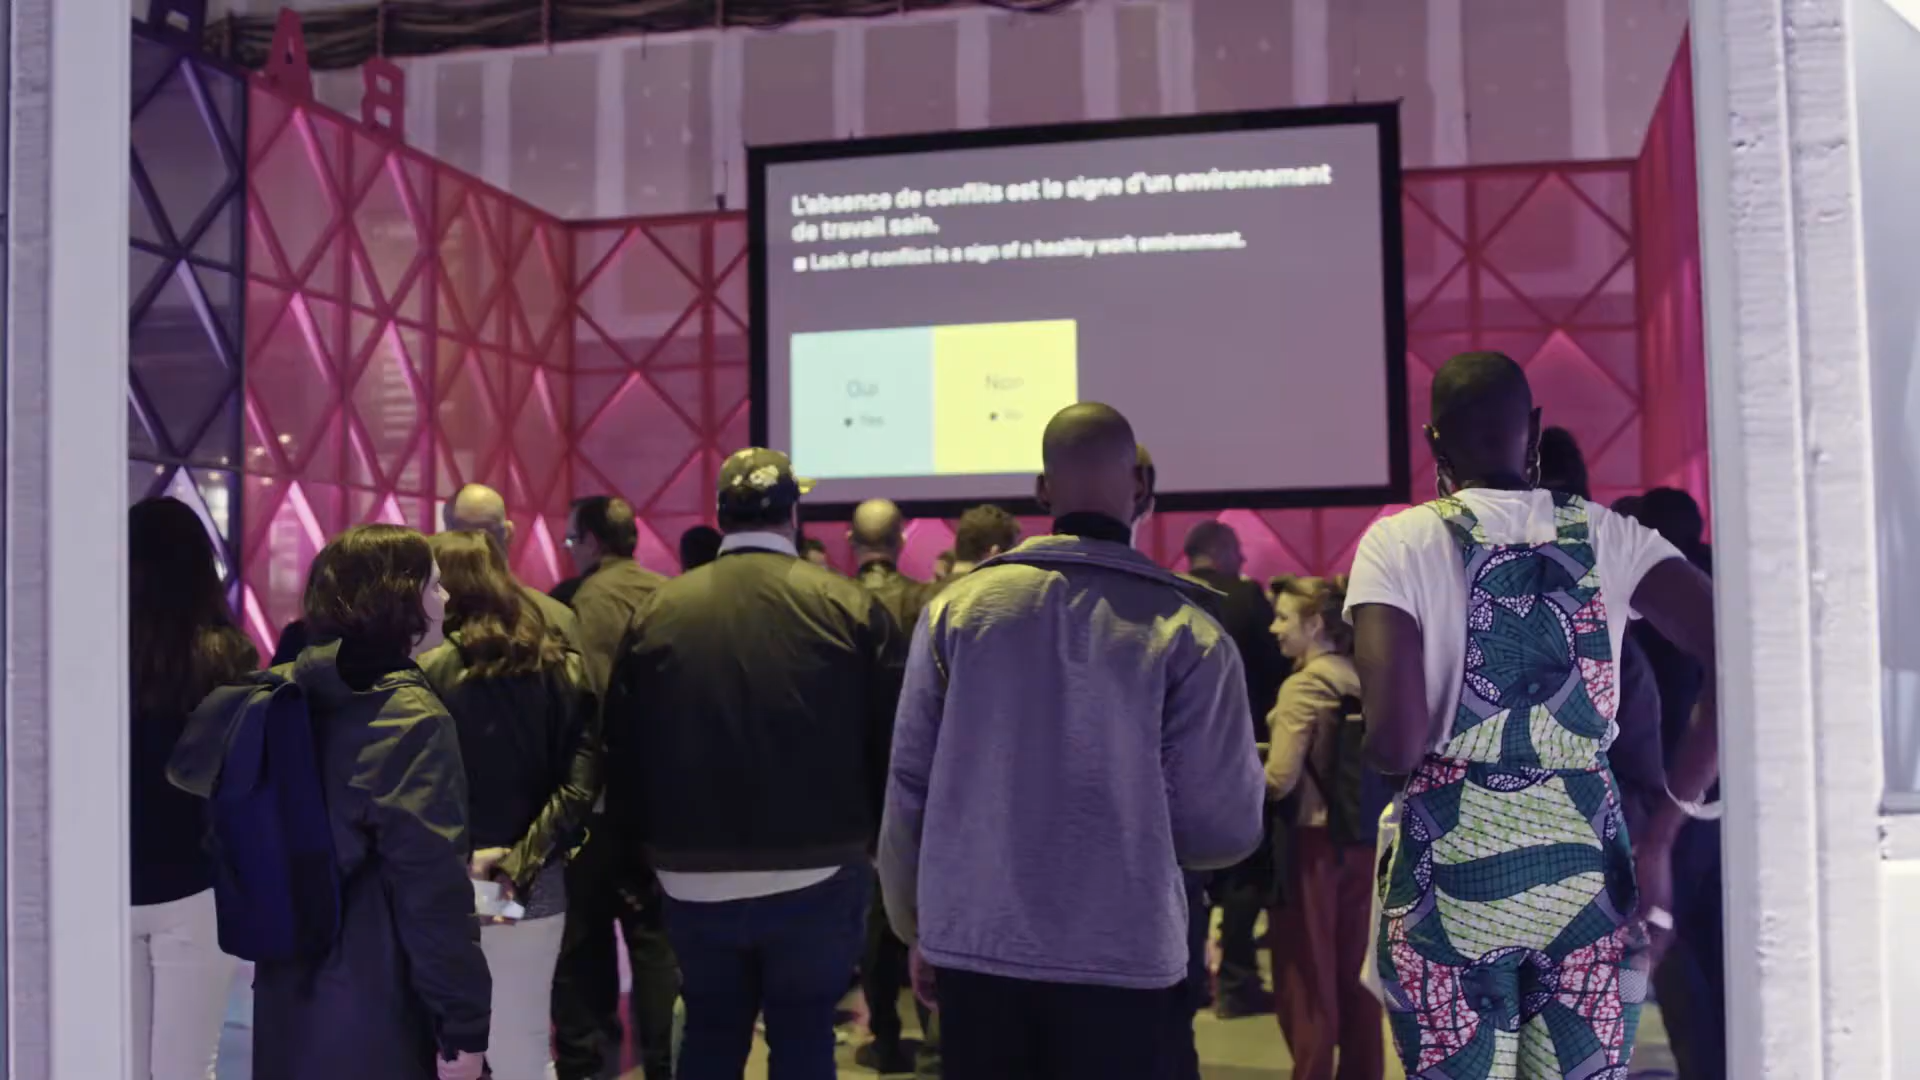 A
B
L'absence de conflits est le signe d'un environnement
de travail sain.
Lack of conflict is a sign of a healthy work environment.
Oui
Non
Yes
No